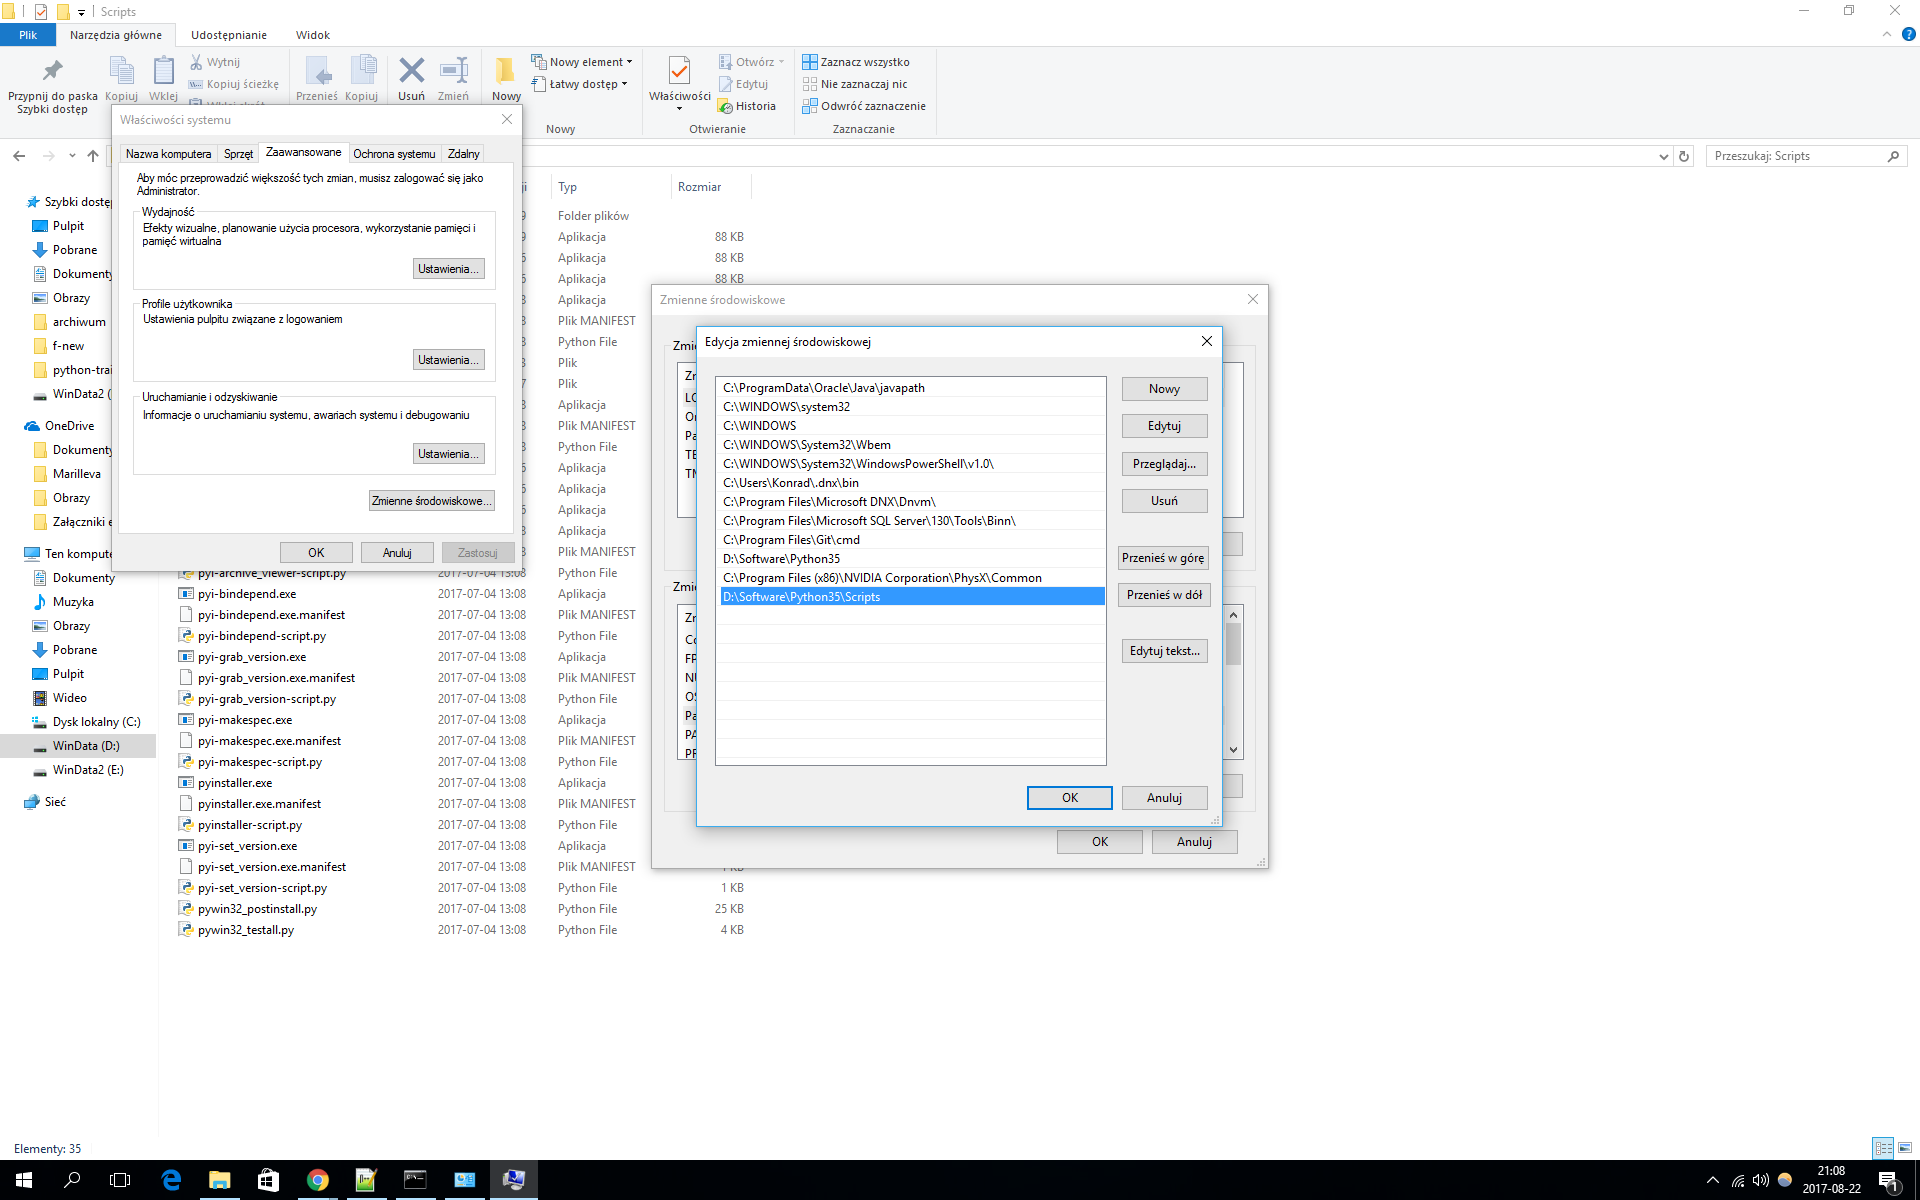 Scripts
Plik
Narzędzia główne
Udostępnianie
Widok
Przypnij do paska
Szybki dostęp
Kopiuj
Wklej
Wytnij
Kopiuj ścieżkę
Przenieś
Kopiuj
Usuń
Zmień
Nowy
Nowy element
Łatwy dostęp
Nowy
Właściwości
Otwórz
Edytuj
Historia
Otwieranie
Zaznacz wszystko
Nie zaznaczaj nic
Odwróć zaznaczenie
Zaznaczanie
Przeszukaj: Scripts
Właściwości systemu
Nazwa komputera
Sprzęt
Zaawansowane
Ochrona systemu
Zdalny
Aby móc przeprowadzić większość tych zmian, musisz zalogować się jako
Administrator.
Wydajność
Efekty wizualne, planowanie użycia procesora, wykorzystanie pamięci i
pamięć wirtualna
Ustawienia...
Profile użytkownika
Ustawienia pulpitu związane z logowaniem
Ustawienia...
Uruchamianie i odzyskiwanie
Informacje o uruchamianiu systemu, awariach systemu i debugowaniu
Ustawienia...
Zmienne środowiskowe...
OK
Anuluj
Zastosuj
Szybki dostęp
Pulpit
Pobrane
Dokumenty
Obrazy
archiwum
f-new
python-trai
WinData2 (
OneDrive
Dokumenty
Marilleva
Obrazy
Załączniki e
Ten kompute
Dokumenty
Muzyka
Obrazy
Pobrane
Pulpit
Wideo
Dysk lokalny (C:)
WinData (D:)
WinData2 (E:)
Sieć
Typ
Rozmiar
Folder plików
Aplikacja 88 KB
Aplikacja 88 KB
Aplikacja 88 KB
Aplikacja
Plik MANIFEST
Python File
Plik
Plik
Aplikacja
Plik MANIFEST
Python File
Aplikacja
Aplikacja
Aplikacja
Aplikacja
Plik MANIFEST
pyi-archive_viewer-script.py 2017-07-04 13:08 Python File
pyi-bindepend.exe 2017-07-04 13:08 Aplikacja
pyi-bindepend.exe.manifest 2017-07-04 13:08 Plik MANIFEST
pyi-bindepend-script.py 2017-07-04 13:08 Python File
pyi-grab_version.exe 2017-07-04 13:08 Aplikacja
pyi-grab_version.exe.manifest 2017-07-04 13:08 Plik MANIFEST
pyi-grab_version-script.py 2017-07-04 13:08 Python File
pyi-makespec.exe 2017-07-04 13:08 Aplikacja
pyi-makespec.exe.manifest 2017-07-04 13:08 Plik MANIFEST
pyi-makespec-script.py 2017-07-04 13:08 Python File
pyinstaller.exe 2017-07-04 13:08 Aplikacja
pyinstaller.exe.manifest 2017-07-04 13:08 Plik MANIFEST
pyinstaller-script.py 2017-07-04 13:08 Python File
pyi-set_version.exe 2017-07-04 13:08 Aplikacja
pyi-set_version.exe.manifest 2017-07-04 13:08 Plik MANIFEST 1 KB
pyi-set_version-script.py 2017-07-04 13:08 Python File 1 KB
pywin32_postinstall.py 2017-07-04 13:08 Python File 25 KB
pywin32_testall.py 2017-07-04 13:08 Python File 4 KB
Zmienne środowiskowe
Edycja zmiennej środowiskowej
C:\ProgramData\Oracle\Java\javapath
C:\WINDOWS\system32
C:\WINDOWS
C:\WINDOWS\System32\Wbem
C:\WINDOWS\System32\WindowsPowerShell\v1.0\
C:\Users\Konrad\.dnx\bin
C:\Program Files\Microsoft DNX\Dnvm\
C:\Program Files\Microsoft SQL Server\130\Tools\Binn\
C:\Program Files\Git\cmd
D:\Software\Python35
C:\Program Files (x86)\NVIDIA Corporation\PhysX\Common
D:\Software\Python35\Scripts
Nowy
Edytuj
Przeglądaj...
Usuń
Przenieś w górę
Przenieś w dół
Edytuj tekst...
OK
Anuluj
OK
Anuluj
Elementy: 35
21:08
2017-08-22
1